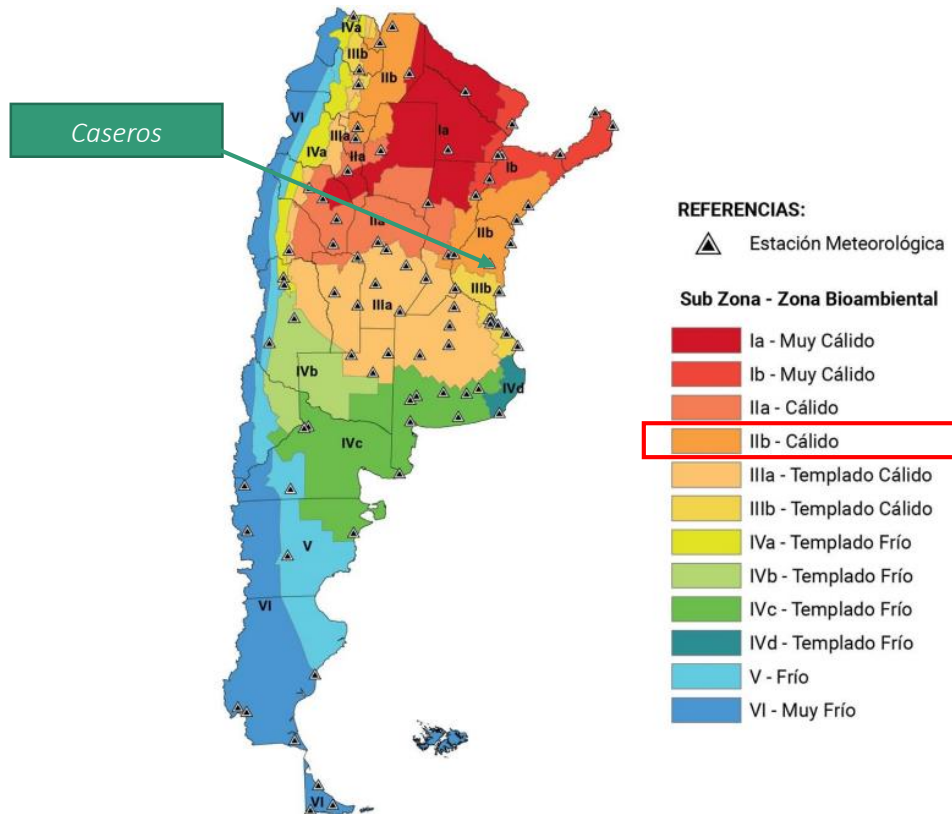 Caseros
IVa
IIIb
IIb
VI
Ia
IIIa
IVa
IIa
Ib
IIa
IIb
IIIb
IIIa
IVb
IVd
IVc
V
VI
VI
REFERENCIAS:
Estación Meteorológica
Sub Zona - Zona Bioambiental
Ia - Muy Cálido
Ib - Muy Cálido
IIa - Cálido
IIb - Cálido
IIIa - Templado Cálido
IIIb - Templado Cálido
IVa - Templado Frío
IVb - Templado Frío
IVc - Templado Frío
IVd - Templado Frío
V - Frío
VI - Muy Frío